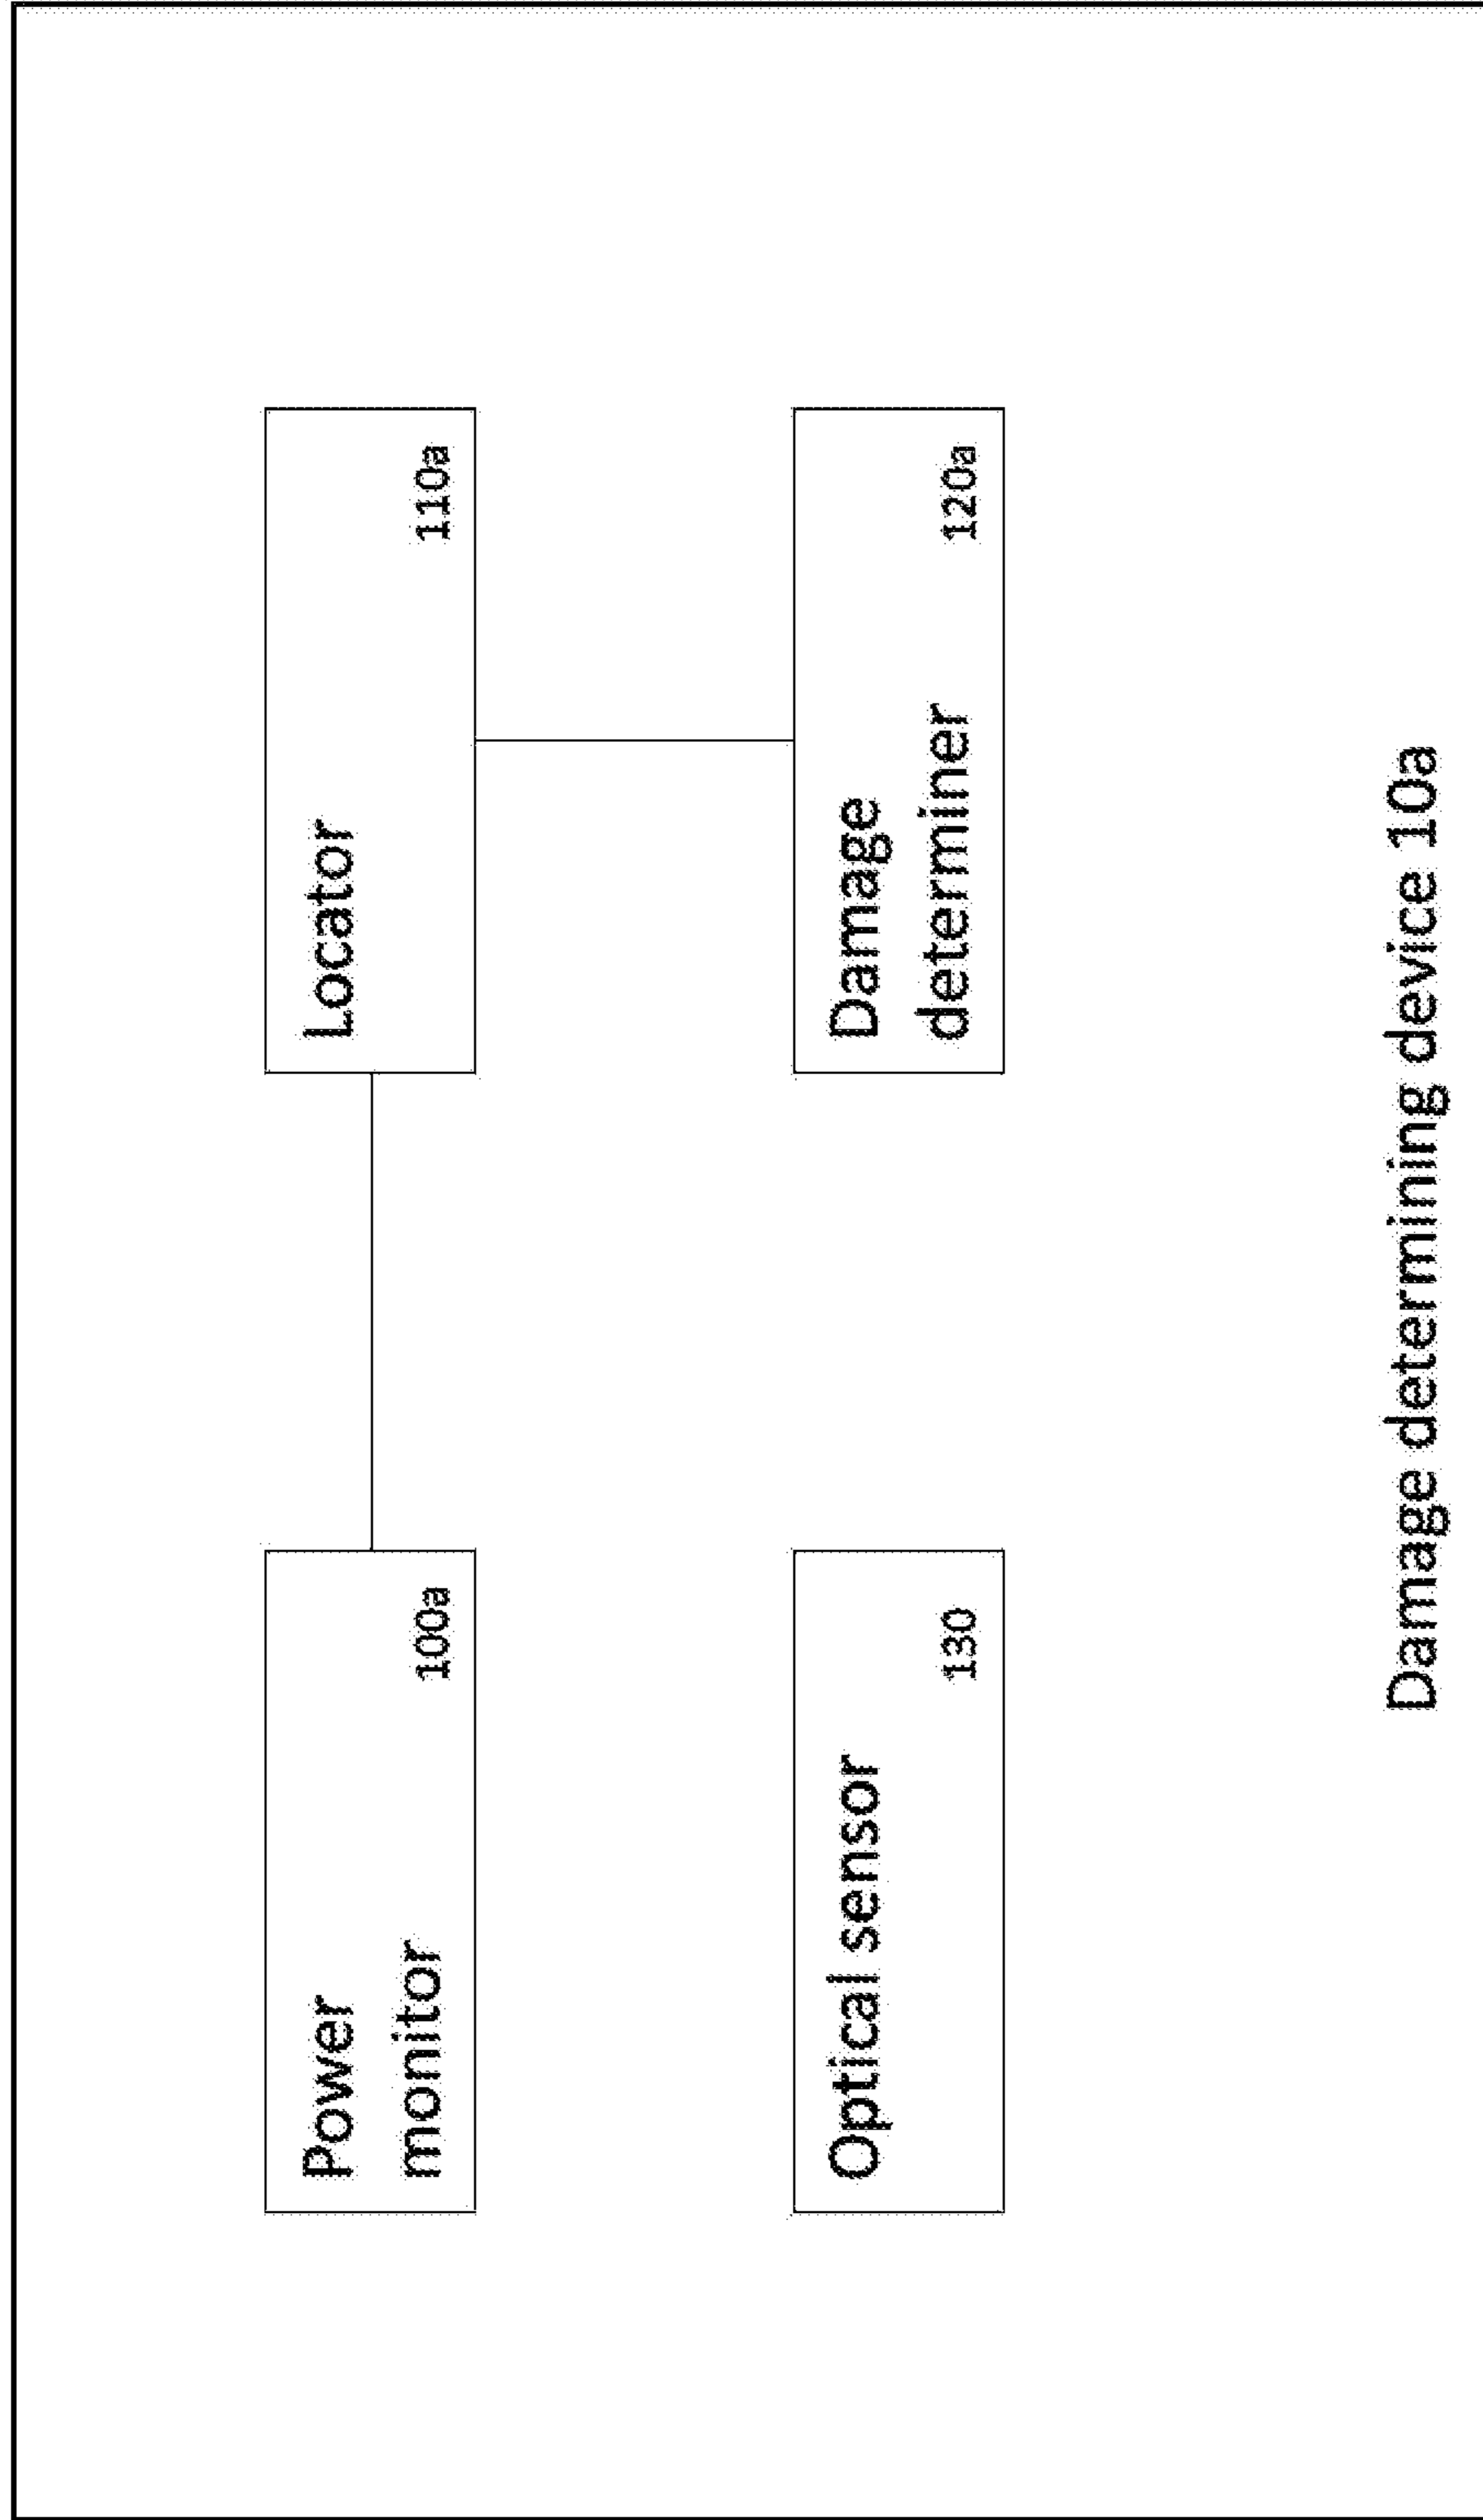 Power
monitor
100a
Locator
110a
Optical sensor
130
Damage
determiner
120a
Damage determining device 10a